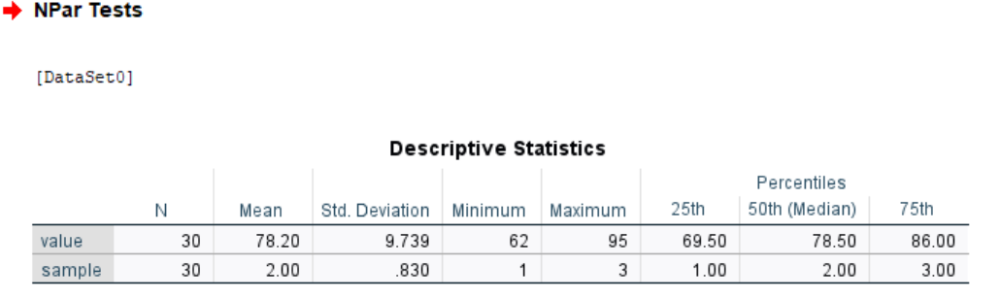 NPar Tests
[DataSet0]
Descriptive Statistics
Percentiles
N Mean Std. Deviation Minimum Maximum 25th 50th (Median) 75th
value 30 78.20 9.739 62 95 69.50 78.50 86.00
sample 30 2.00 .830 1 3 1.00 2.00 3.00